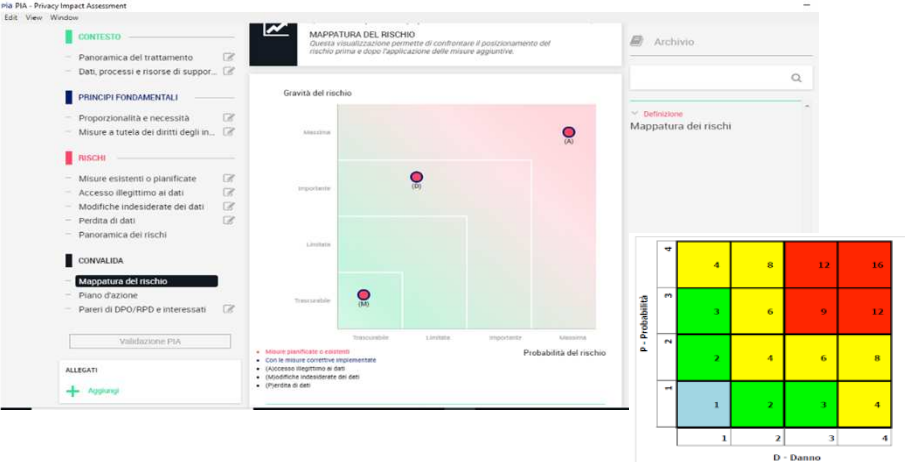 PIA PIA - Privacy Impact Assessment
Edit View Window
CONTESTO
Panoramica del trattamento
Dati, processi e risorse di suppor...
PRINCIPI FONDAMENTALI
Proporzionalità e necessità
Misure a tutela dei diritti degli in...
RISCHI
Misure esistenti o pianificate
Accesso illegittimo ai dati
Modifiche indesiderate dei dati
Perdita di dati
Panoramica dei rischi
CONVALIDA
Mappatura del rischio
Piano d'azione
Pareri di DPO/RPD e interessati
Validazione PIA
ALLEGATI
Aggiungi
MAPPATURA DEL RISCHIO
Questa visualizzazione permette di confrontare il posizionamento del
rischio prima e dopo l'applicazione delle misure aggiuntive.
Gravità del rischio
Massima
Importante
Limitata
Trascurabile
(A)
(D)
(M)
Trascurabile Limitata Importante Massima
Probabilità del rischio
Misure pianificate o esistenti
Con le misure correttive implementate
(A)ccesso illegittimo ai dati
(M)odifiche indesiderate dei dati
(P)erdita di dati
Archivio
Definizione
Mappatura dei rischi
P - Probabilità
4 4 8 12 16
3 3 6 9 12
2 2 4 6 8
1 1 2 3 4
1 2 3 4
D - Danno